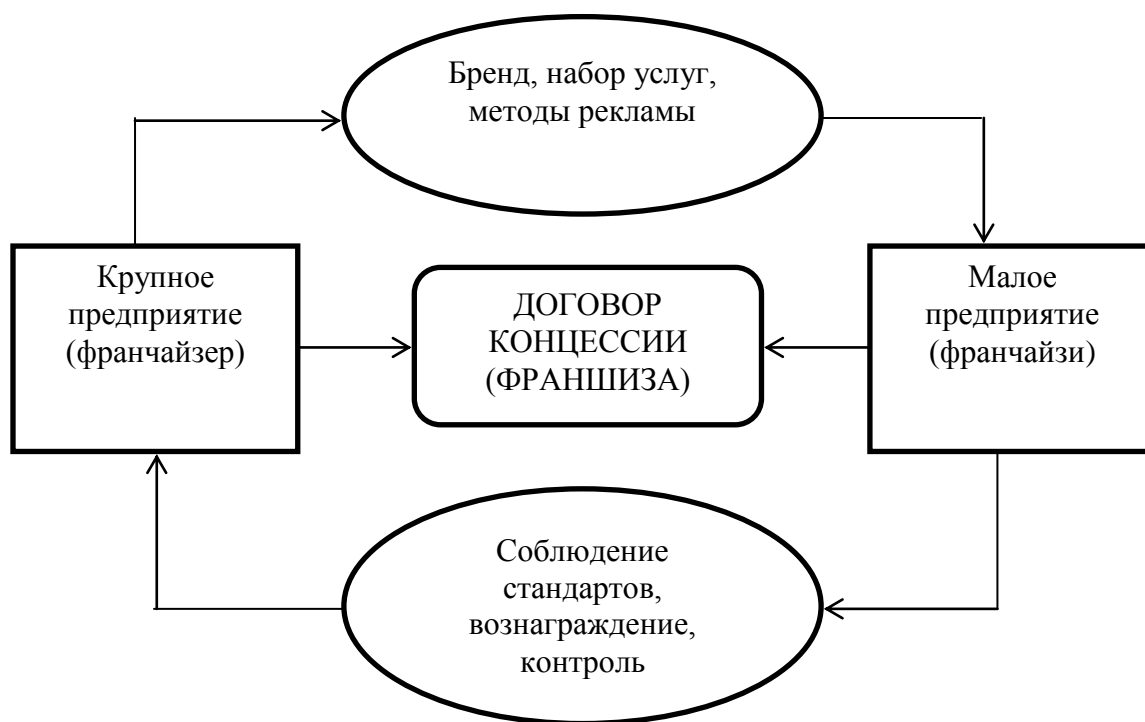 Бренд, набор услуг,
методы рекламы
Крупное
предприятие
(франчайзер)
ДОГОВОР
КОНЦЕССИИ
(ФРАНШИЗА)
Малое
предприятие
(франчайзи)
Соблюдение
стандартов,
вознаграждение,
контроль